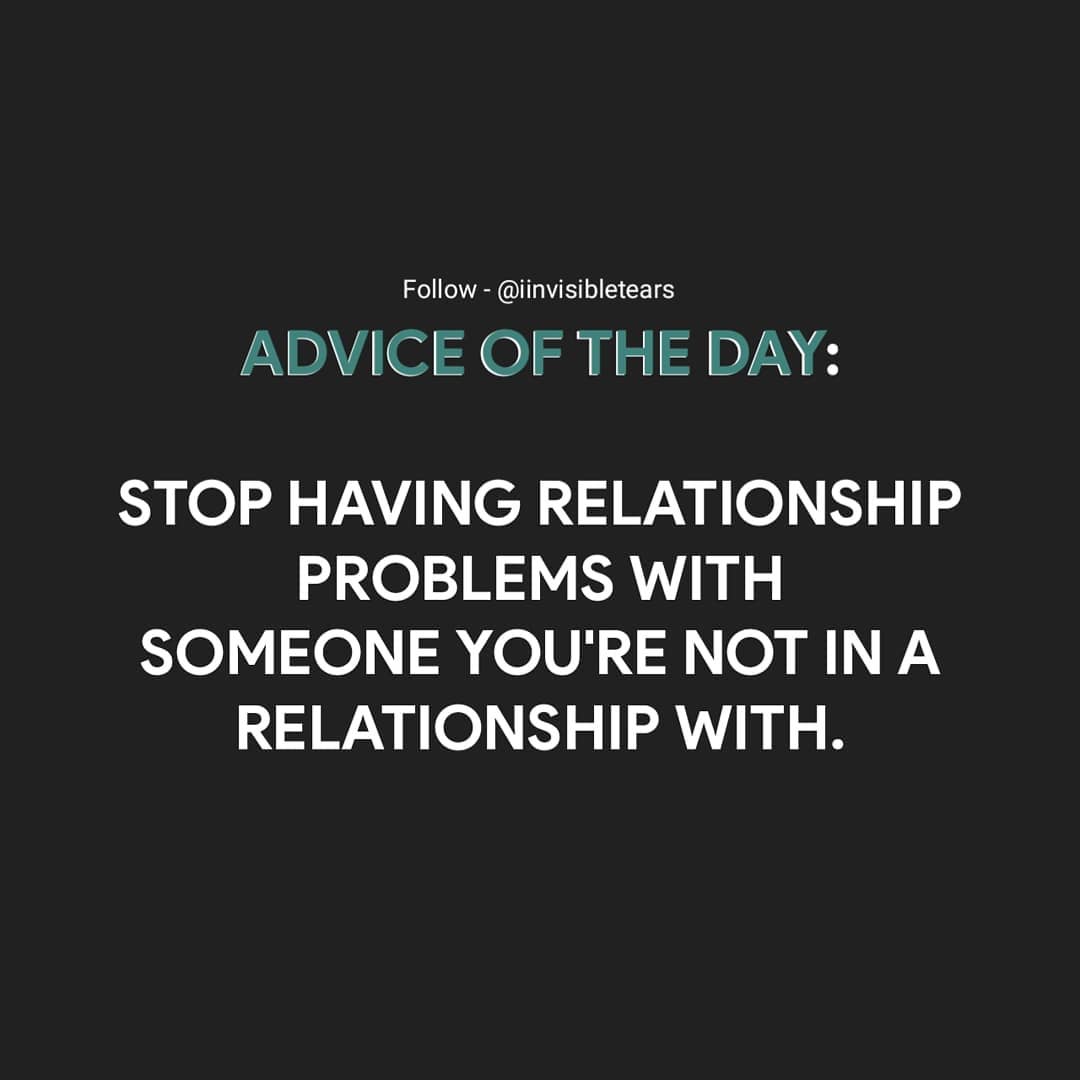 Follow - @iinvisibletears
ADVICE OF THE DAY:
STOP HAVING RELATIONSHIP
PROBLEMS WITH
SOMEONE YOU'RE NOT IN A
RELATIONSHIP WITH.